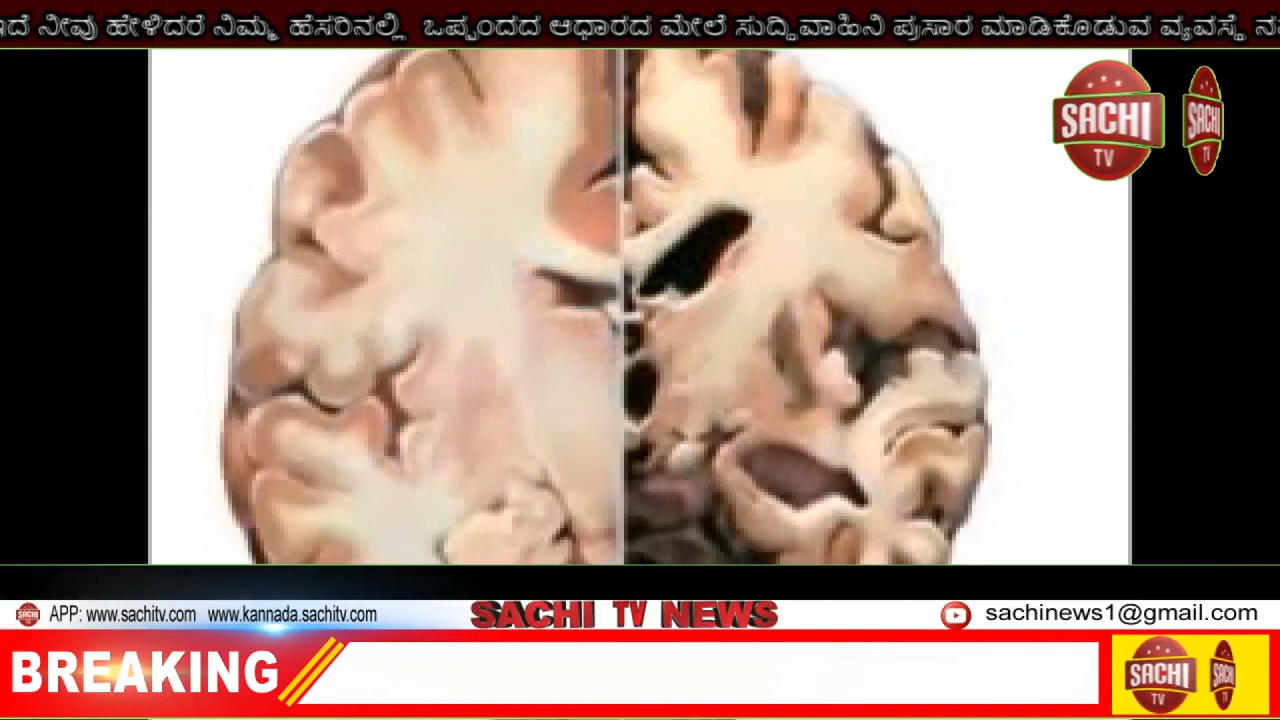 ನೀವು ಹೇಳಿದರೆ ನಿಮ್ಮ ಹೆಸರಿನಲ್ಲಿ ಒಪ್ಪಂದದ ಆಧಾರದ ಮೇಲೆ ಸುದ್ದಿವಾಹಿನಿ ಪ್ರಸಾರ ಮಾಡಿಕೊಡುವ ವ್ಯವಸ್ಥೆ
SACHI SACHI
TV TV
APP: www.sachitv.com www.kannada.sachitv.com SACHI TV NEWS sachinews1@gmail.com
BREAKING
SACHI SACHI
TV TV